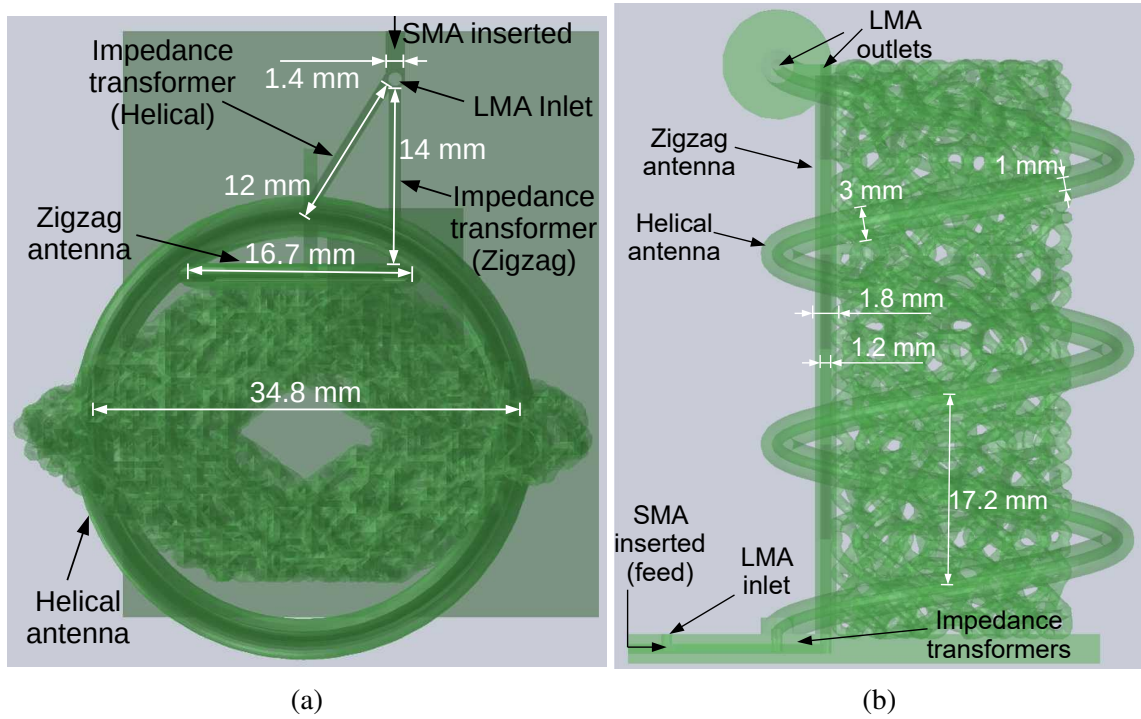 Impedance
transformer
(Helical)
SMA inserted
1.4 mm
LMA Inlet
14 mm
12 mm
Impedance
transformer
(Zigzag)
Zigzag
antenna
16.7 mm
34.8 mm
Helical
antenna
(a)
LMA
outlets
Zigzag
antenna
1 mm
3 mm
Helical
antenna
1.8 mm
1.2 mm
17.2 mm
SMA
inserted
(feed)
LMA
inlet
Impedance
transformers
(b)